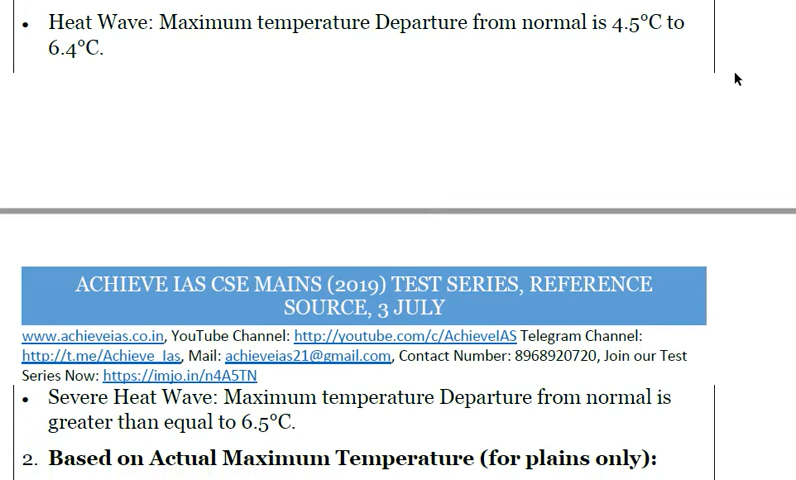 • Heat Wave: Maximum temperature Departure from normal is 4.5°C to
6.4°C.
ACHIEVE IAS CSE MAINS (2019) TEST SERIES, REFERENCE
SOURCE, 3 JULY
www.achieveias.co.in, YouTube Channel: http://youtube.com/c/AchieveIAS Telegram Channel:
http://t.me/Achieve_Ias, Mail: achieveias21@gmail.com, Contact Number: 8968920720, Join our Test
Series Now: https://imjo.in/n4A5TN
• Severe Heat Wave: Maximum temperature Departure from normal is
greater than equal to 6.5°C.
2. Based on Actual Maximum Temperature (for plains only):